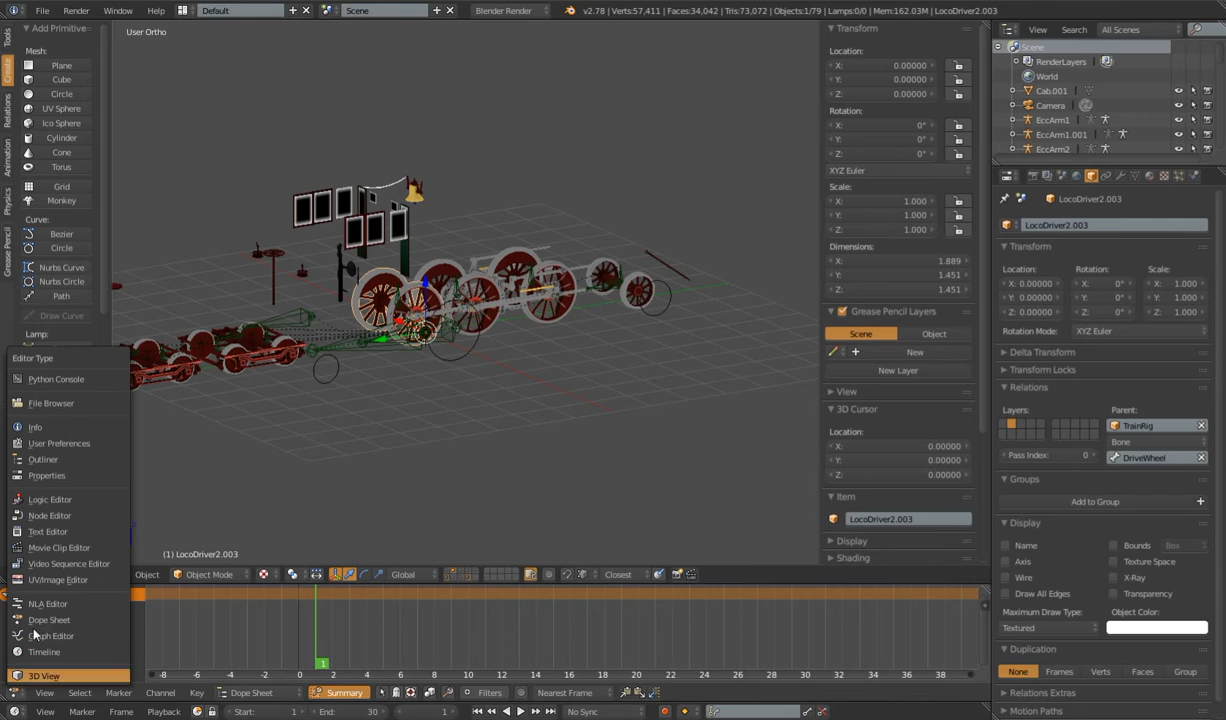 File Render Window Help Default Scene Blender Render v2.78 | Verts:57,411 | Faces:34,042 | Tris:73,072 | Objects:1/79 | Lamps:0/0 | Mem:162.03M | LocoDriver2.003
Tools
Create
Relations
Animation
Physics
Grease Pencil
Add Primitive
Mesh:
Plane
Cube
Circle
UV Sphere
Ico Sphere
Cylinder
Cone
Torus
Grid
Monkey
Curve:
Bezier
Circle
Nurbs Curve
Nurbs Circle
Path
Draw Curve
Lamp:
Editor Type
Python Console
File Browser
Info
User Preferences
Outliner
Properties
Logic Editor
Node Editor
Text Editor
Movie Clip Editor
Video Sequence Editor
UV/Image Editor
NLA Editor
Dope Sheet
Graph Editor
Timeline
3D View
User Ortho
(1) LocoDriver2.003
Object Object Mode Global Closest
Transform
Location:
X: 0.00000
Y: 0.00000
Z: 0.00000
Rotation:
X: 0°
Y: 0°
Z: 0°
XYZ Euler
Scale:
X: 1.000
Y: 1.000
Z: 1.000
Dimensions:
X: 1.889
Y: 1.451
Z: 1.451
Grease Pencil Layers
Scene Object
New
New Layer
View
3D Cursor
Location:
X: 0.00000
Y: 0.00000
Z: 0.00000
Item
LocoDriver2.003
Display
Shading
View Search All Scenes
Scene
RenderLayers
World
Cab.001
Camera
EccArm1
EccArm1.001
EccArm2
LocoDriver2.003
LocoDriver2.003
Transform
Location: Rotation: Scale:
X: 0.00000 X: 0° X: 1.000
Y: 0.00000 Y: 0° Y: 1.000
Z: 0.00000 Z: 0° Z: 1.000
Rotation Mode: XYZ Euler
Delta Transform
Transform Locks
Relations
Layers: Parent:
TrainRig
Bone
Pass Index: 0 DriveWheel
Groups
Add to Group
Display
Name Bounds Box
Axis Texture Space
Wire X-Ray
Draw All Edges Transparency
Maximum Draw Type: Object Color:
Textured
Duplication
None Frames Verts Faces Group
Relations Extras
Motion Paths
1
-8 -6 -4 -2 0 2 4 6 8 10 12 14 16 18 20 22 24 26 28 30 32 34 36 38
View Select Marker Channel Key Dope Sheet Summary Filters Nearest Frame
View Marker Frame Playback Start: 1 End: 30 1 No Sync